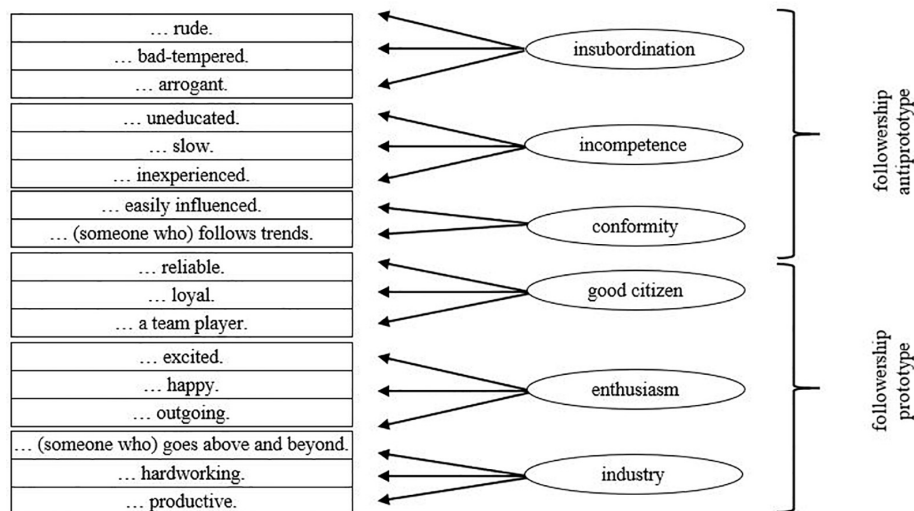 … rude.
… bad-tempered.
… arrogant.
insubordination
… uneducated.
… slow.
… inexperienced.
incompetence
… easily influenced.
… (someone who) follows trends.
conformity
followership
antiprototype
… reliable.
… loyal.
… a team player.
good citizen
… excited.
… happy.
… outgoing.
enthusiasm
… (someone who) goes above and beyond.
… hardworking.
… productive.
industry
followership
prototype